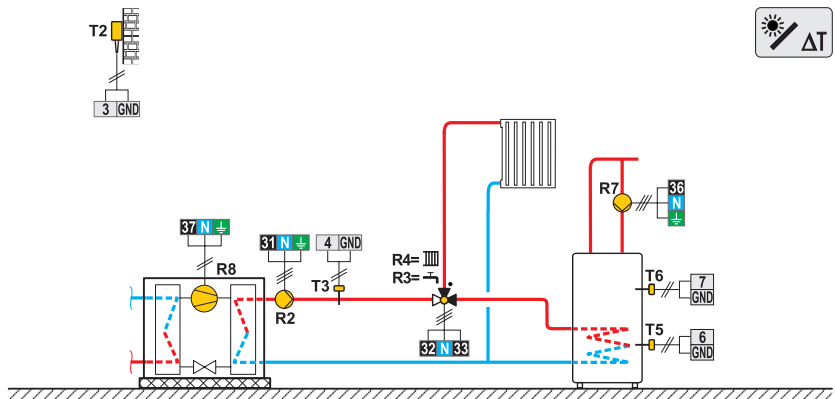 T2
ΔT
3 GND
R7
36
N
37 N
31 N
4 GND
R8
R4=
R3=
T3
R2
T6
7
GND
T5
6
GND
32 N 33